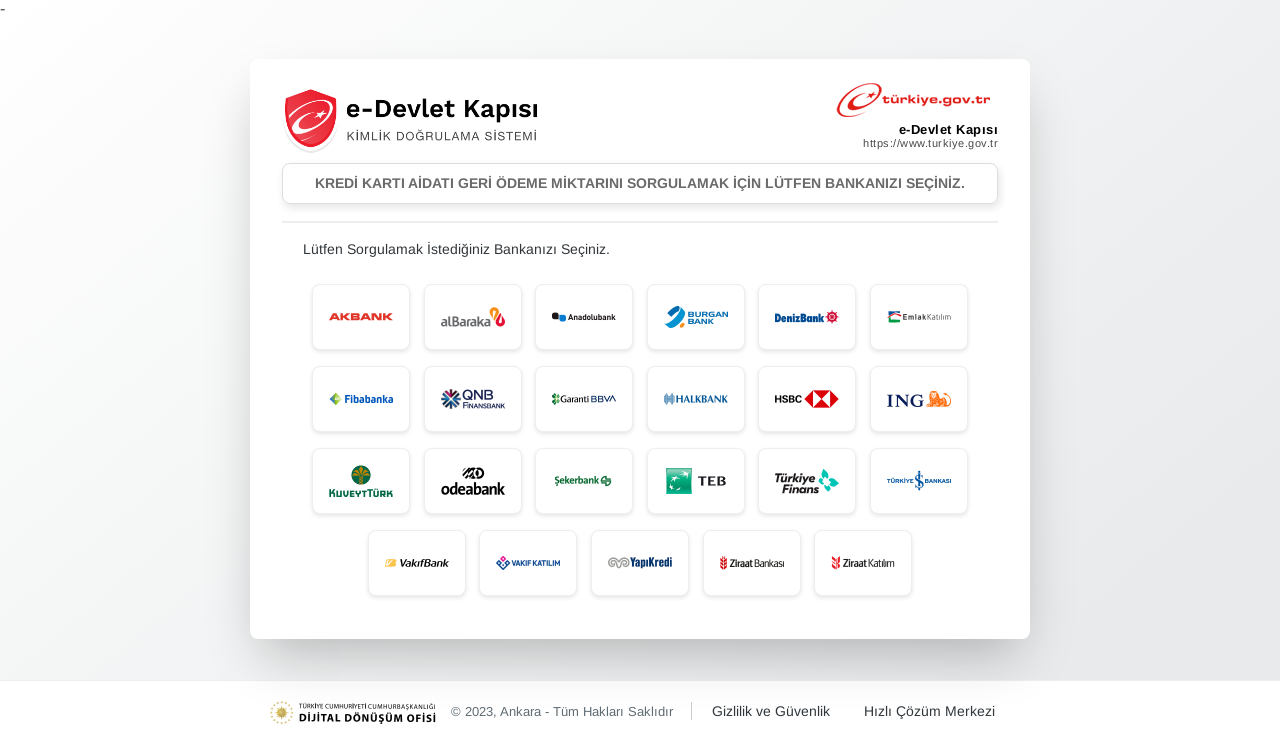 -
e-Devlet Kapısı
KİMLİK DOĞRULAMA SİSTEMİ
türkiye.gov.tr
e-Devlet Kapısı
https://www.turkiye.gov.tr
KREDİ KARTI AİDATI GERİ ÖDEME MİKTARINI SORGULAMAK İÇİN LÜTFEN BANKANIZI SEÇİNİZ.
Lütfen Sorgulamak İstediğiniz Bankanızı Seçiniz.
AKBANK
alBaraka
Anadolubank
BURGAN
BANK
DenizBank
EmlakKatılım
Fibabanka
QNB
FİNANSBANK
Garanti BBVA
HALKBANK
HSBC
ING
KUVEYTTÜRK
odeabank
Şekerbank
TEB
Türkiye
Finans
TÜRKİYE İŞ BANKASI
VakıfBank
VAKIF KATILIM
YapıKredi
Ziraat Bankası
Ziraat Katılım
TÜRKİYE CUMHURİYETİ CUMHURBAŞKANLIĞI
DİJİTAL DÖNÜŞÜM OFİSİ
© 2023, Ankara - Tüm Hakları Saklıdır
Gizlilik ve Güvenlik
Hızlı Çözüm Merkezi